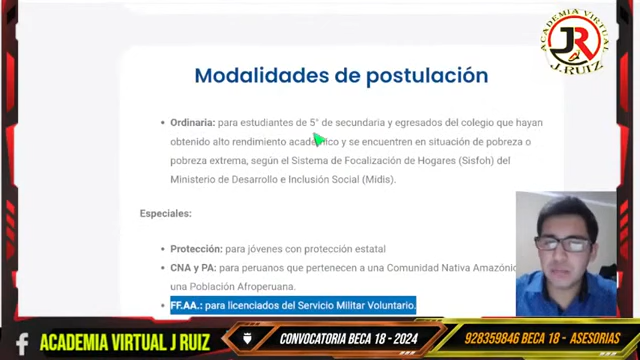 ACADEMIA VIRTUAL
JR
J.RUIZ
Modalidades de postulación
Ordinaria: para estudiantes de 5° de secundaria y egresados del colegio que hayan
obtenido alto rendimiento académico y se encuentren en situación de pobreza o
pobreza extrema, según el Sistema de Focalización de Hogares (Sisfoh) del
Ministerio de Desarrollo e Inclusión Social (Midis).
Especiales:
Protección: para jóvenes con protección estatal
CNA y PA: para peruanos que pertenecen a una Comunidad Nativa Amazónic
una Población Afroperuana.
FF.AA.: para licenciados del Servicio Militar Voluntario.
f ACADEMIA VIRTUAL J RUIZ
CONVOCATORIA BECA 18 - 2024
928359846 BECA 18 - ASESORIAS